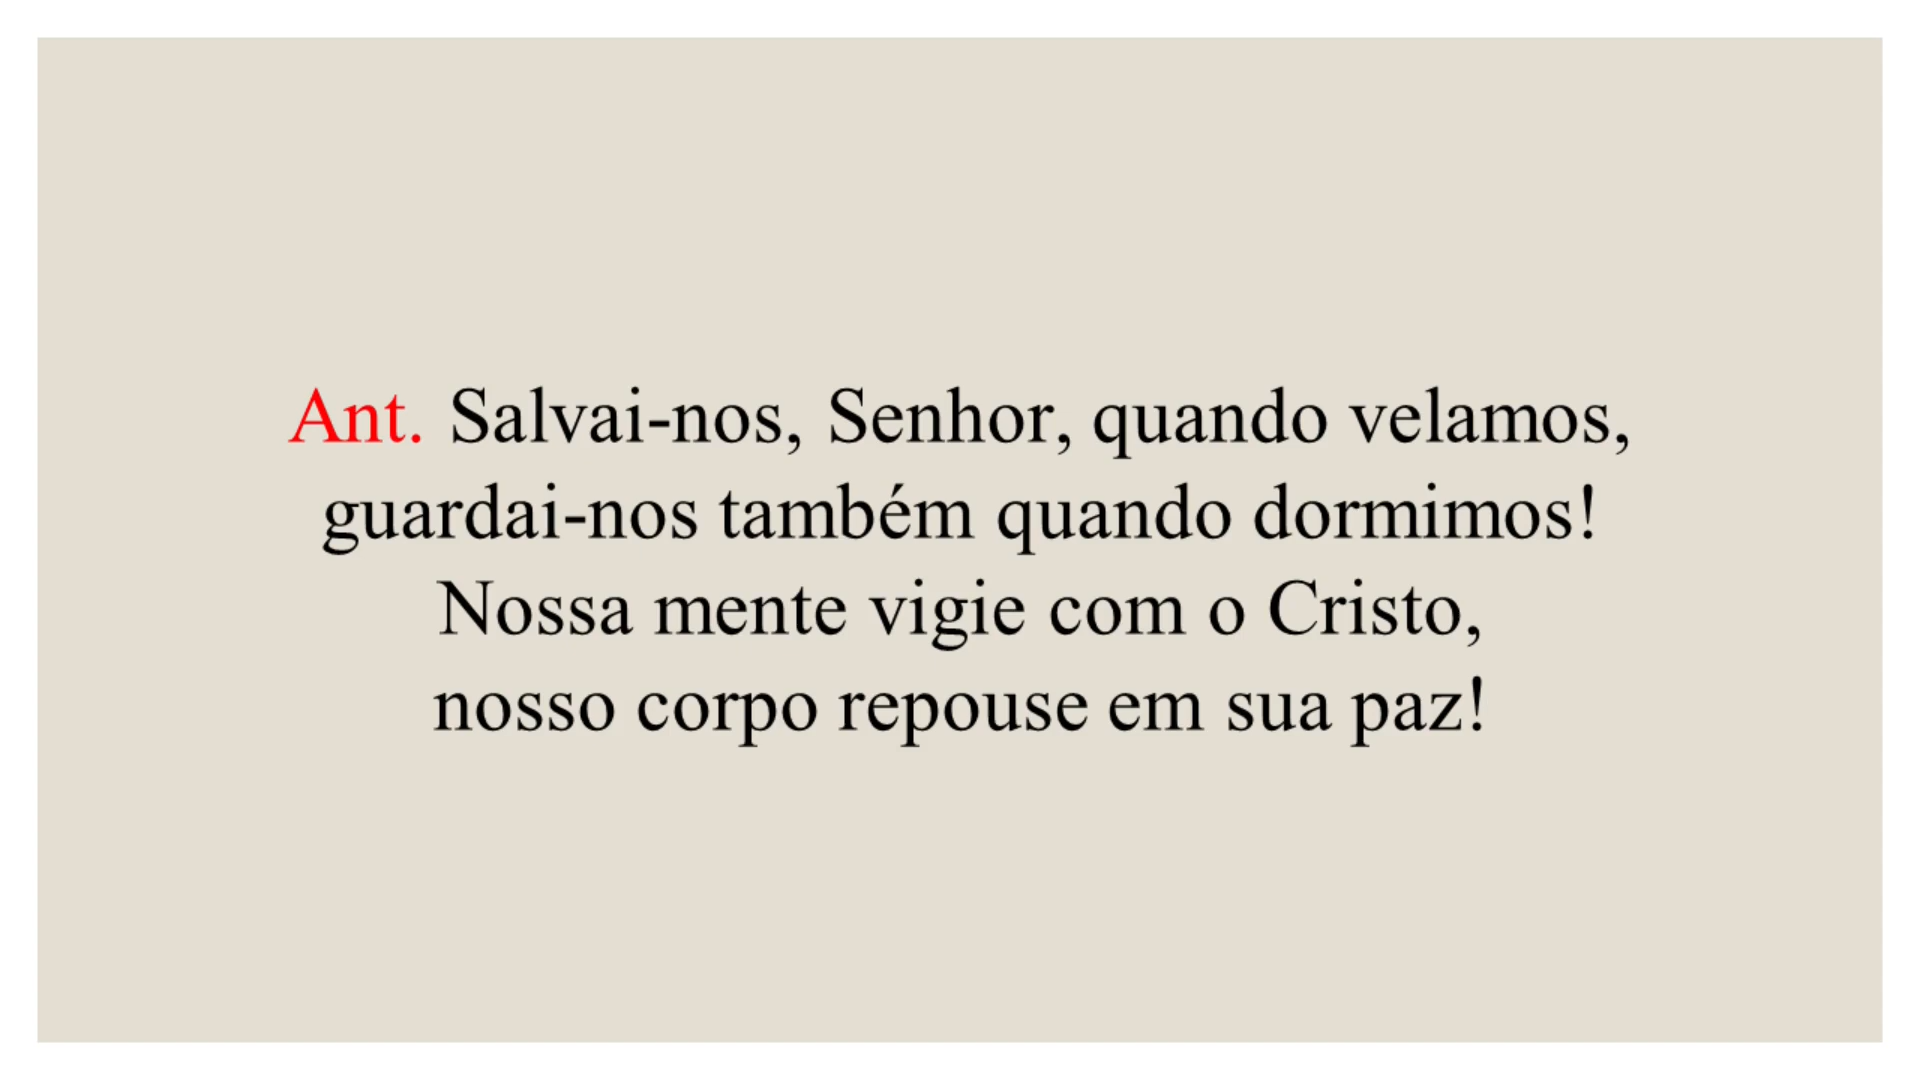 Ant. Salvai-nos, Senhor, quando velamos,
guardai-nos também quando dormimos!
Nossa mente vigie com o Cristo,
nosso corpo repouse em sua paz!